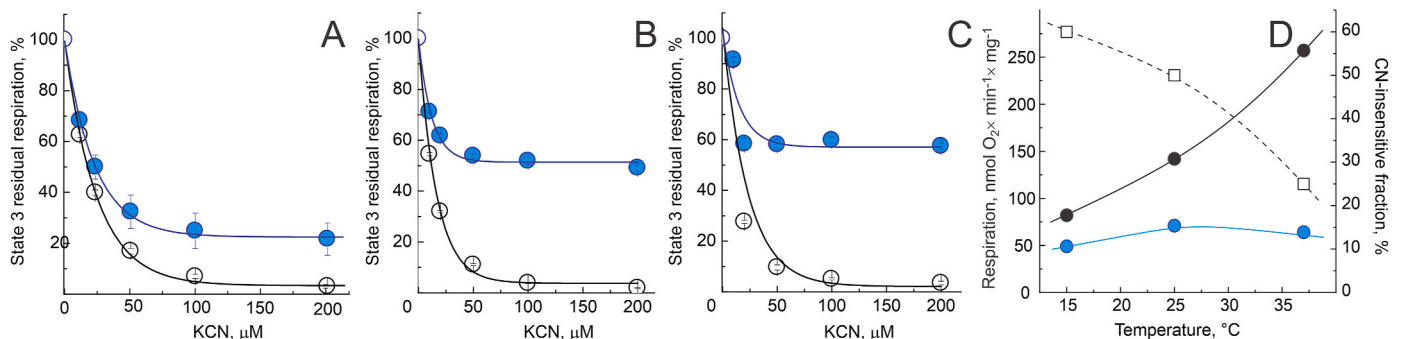 A
State 3 residual respiration, %
100
80
60
40
20
0 50 100 150 200
KCN, μM
B
State 3 residual respiration, %
100
80
60
40
20
0 50 100 150 200
KCN, μM
C
State 3 residual respiration, %
100
80
60
40
20
0 50 100 150 200
KCN, μM
D
Respiration, nmol O₂× min⁻¹× mg⁻¹
250
200
150
100
50
0
15 20 25 30 35
Temperature, °C
60
50
40
30
20
10
0
CN-insensitive fraction, %